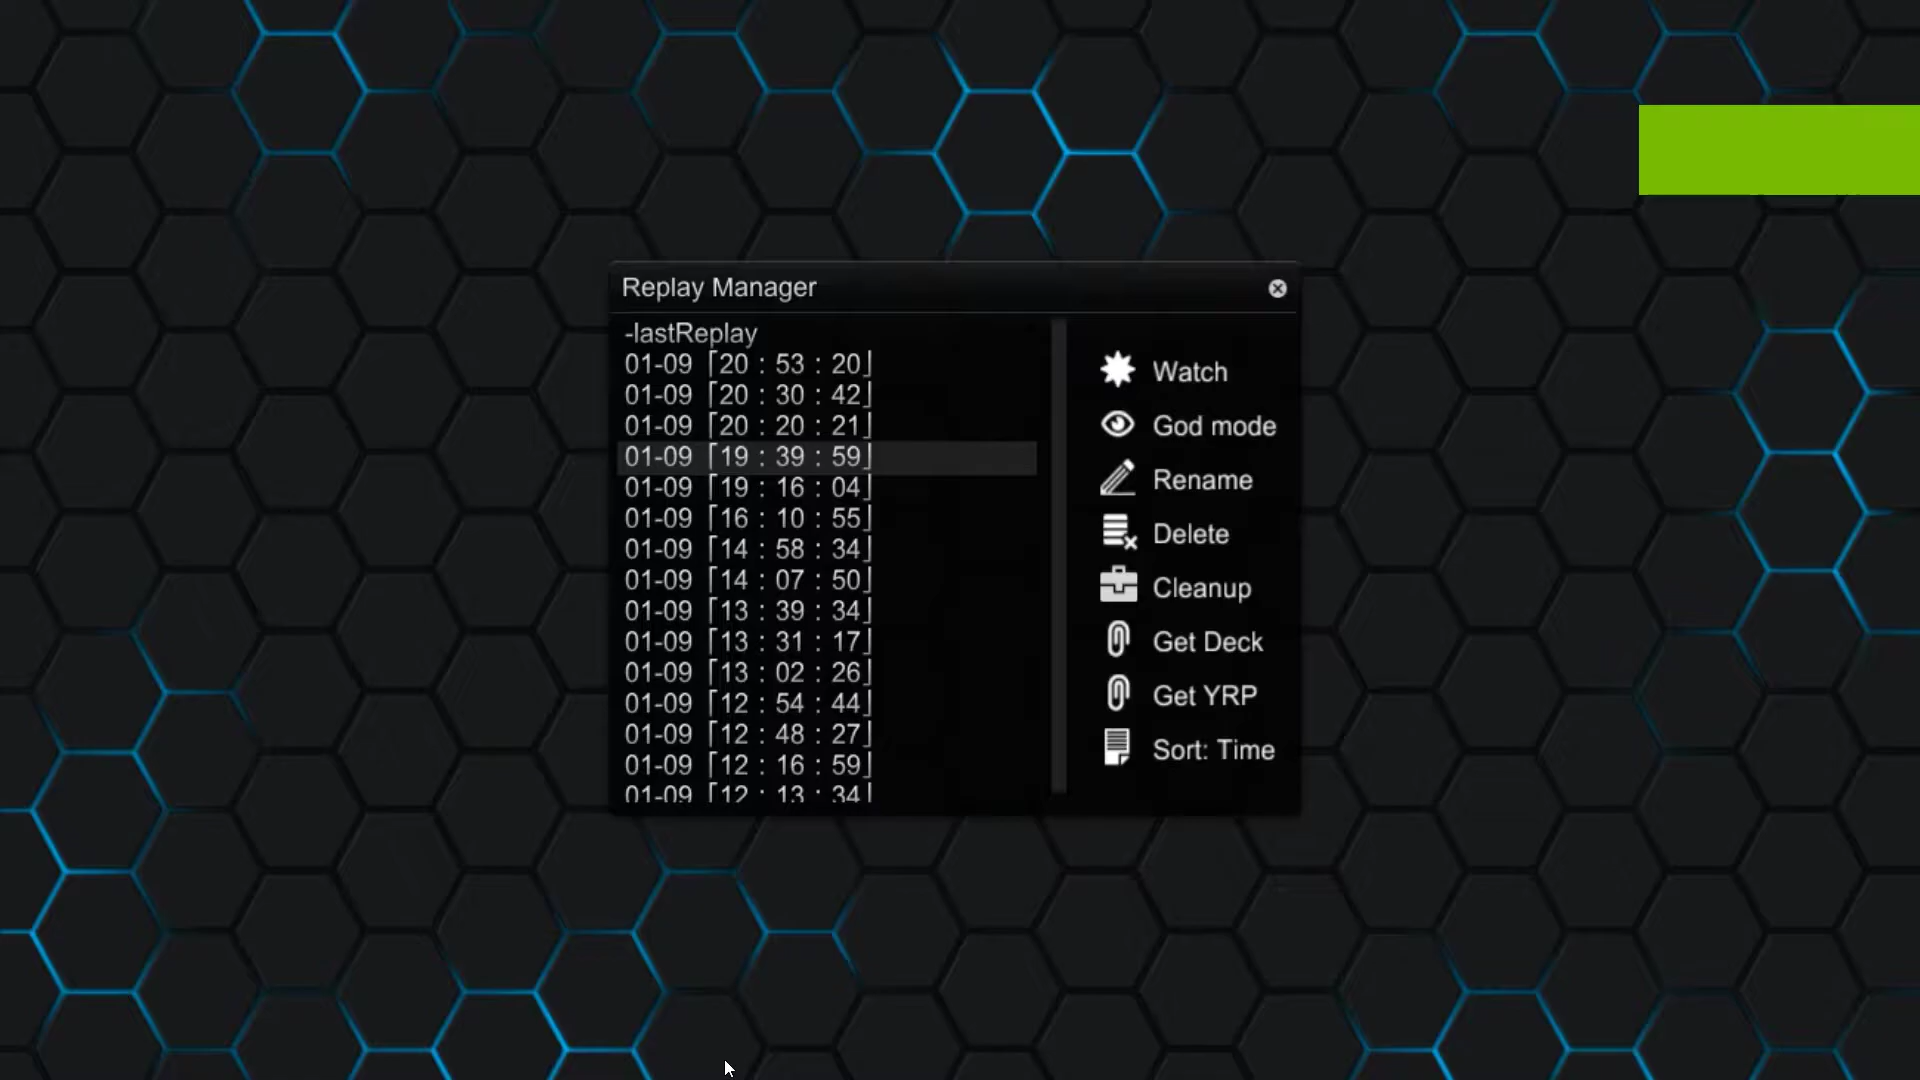 Replay Manager
-lastReplay
01-09 ⌈20 : 53 : 20⌋
01-09 ⌈20 : 30 : 42⌋
01-09 ⌈20 : 20 : 21⌋
01-09 ⌈19 : 39 : 59⌋
01-09 ⌈19 : 16 : 04⌋
01-09 ⌈16 : 10 : 55⌋
01-09 ⌈14 : 58 : 34⌋
01-09 ⌈14 : 07 : 50⌋
01-09 ⌈13 : 39 : 34⌋
01-09 ⌈13 : 31 : 17⌋
01-09 ⌈13 : 02 : 26⌋
01-09 ⌈12 : 54 : 44⌋
01-09 ⌈12 : 48 : 27⌋
01-09 ⌈12 : 16 : 59⌋
01-09 ⌈12 : 13 : 34⌋
Watch
God mode
Rename
Delete
Cleanup
Get Deck
Get YRP
Sort: Time